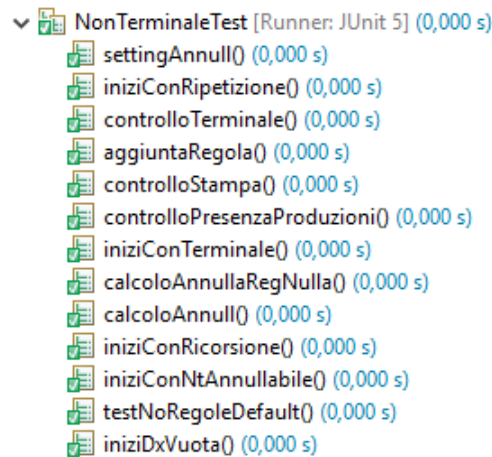 NonTerminaleTest [Runner: JUnit 5] (0,000 s)
settingAnnull() (0,000 s)
iniziConRipetizione() (0,000 s)
controlloTerminale() (0,000 s)
aggiuntaRegola() (0,000 s)
controlloStampa() (0,000 s)
controlloPresenzaProduzioni() (0,000 s)
iniziConTerminale() (0,000 s)
calcoloAnnullaRegNulla() (0,000 s)
calcoloAnnull() (0,000 s)
iniziConRicorsione() (0,000 s)
iniziConNtAnnullabile() (0,000 s)
testNoRegoleDefault() (0,000 s)
iniziDxVuota() (0,000 s)